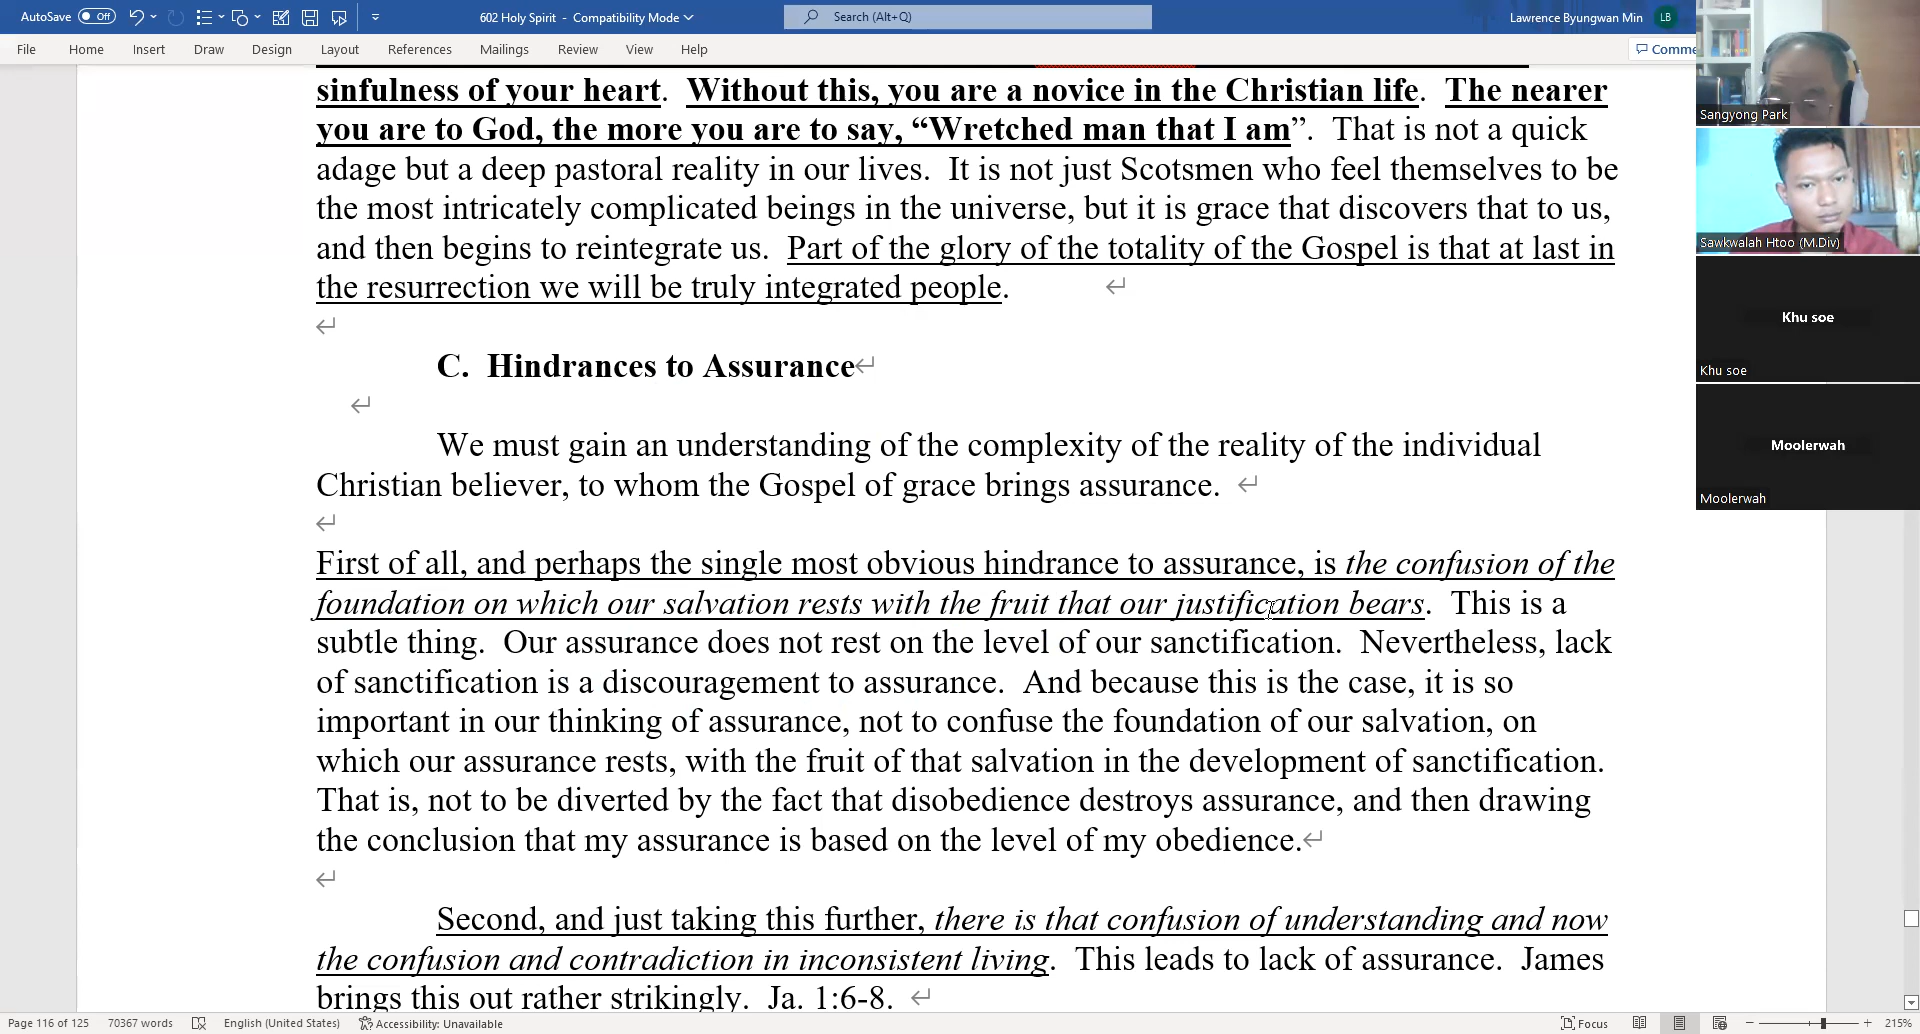 AutoSave Off 602 Holy Spirit - Compatibility Mode Search (Alt+Q) Lawrence Byungwan Min LB
File Home Insert Draw Design Layout References Mailings Review View Help Comme
sinfulness of your heart. Without this, you are a novice in the Christian life. The nearer
you are to God, the more you are to say, “Wretched man that I am”. That is not a quick
adage but a deep pastoral reality in our lives. It is not just Scotsmen who feel themselves to be
the most intricately complicated beings in the universe, but it is grace that discovers that to us,
and then begins to reintegrate us. Part of the glory of the totality of the Gospel is that at last in
the resurrection we will be truly integrated people.
C. Hindrances to Assurance
We must gain an understanding of the complexity of the reality of the individual
Christian believer, to whom the Gospel of grace brings assurance.
First of all, and perhaps the single most obvious hindrance to assurance, is the confusion of the
foundation on which our salvation rests with the fruit that our justification bears. This is a
subtle thing. Our assurance does not rest on the level of our sanctification. Nevertheless, lack
of sanctification is a discouragement to assurance. And because this is the case, it is so
important in our thinking of assurance, not to confuse the foundation of our salvation, on
which our assurance rests, with the fruit of that salvation in the development of sanctification.
That is, not to be diverted by the fact that disobedience destroys assurance, and then drawing
the conclusion that my assurance is based on the level of my obedience.
Second, and just taking this further, there is that confusion of understanding and now
the confusion and contradiction in inconsistent living. This leads to lack of assurance. James
brings this out rather strikingly. Ja. 1:6-8.
Sangyong Park
Sawkwalah Htoo (M.Div)
Khu soe
Khu soe
Moolerwah
Moolerwah
Page 116 of 125 70367 words English (United States) Accessibility: Unavailable Focus 215%